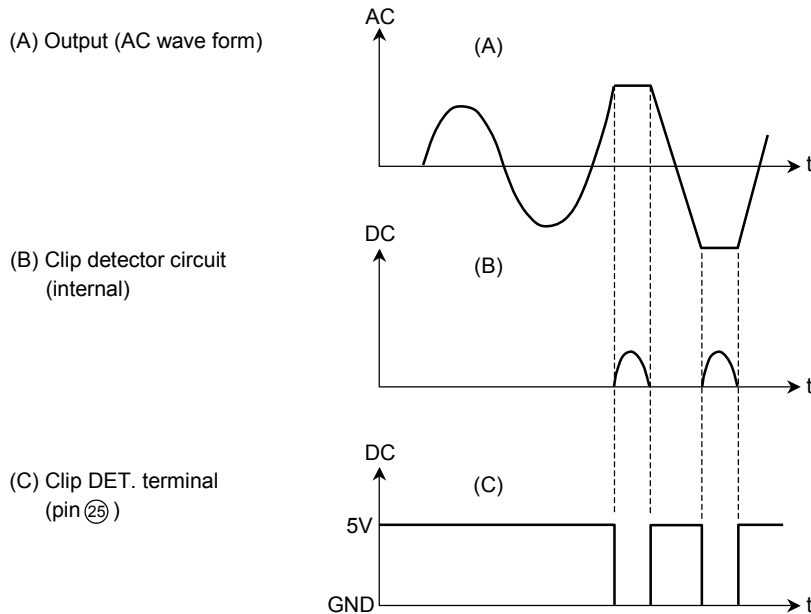 AC
(A) Output (AC wave form)
(A)
t
DC
(B) Clip detector circuit
(internal)
(B)
t
DC
(C) Clip DET. terminal
(pin ㉕ )
(C)
5V
GND
t